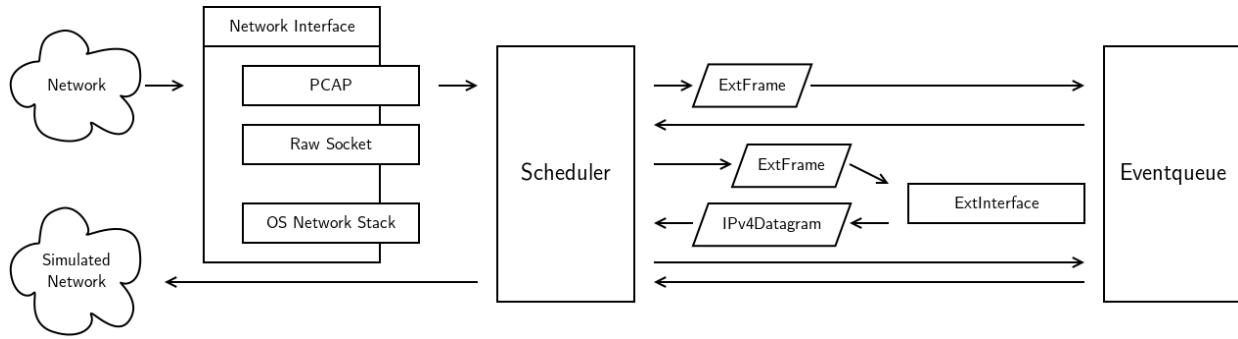 Network Interface
Network
PCAP
ExtFrame
Raw Socket
Scheduler
ExtFrame
Eventqueue
ExtInterface
OS Network Stack
IPv4Datagram
Simulated
Network